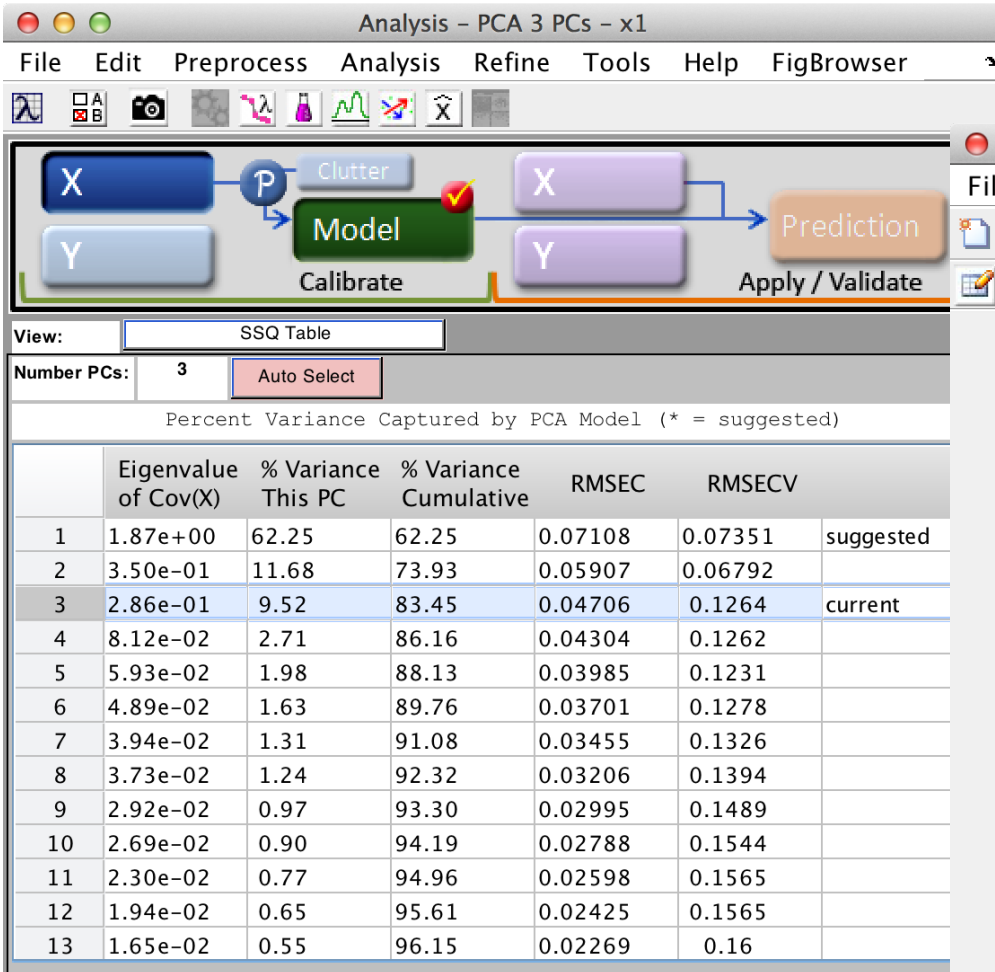 Analysis – PCA 3 PCs – x1
File Edit Preprocess Analysis Refine Tools Help FigBrowser
λ A B λ x̂
X P Clutter X Fil
Model Prediction
Y Y
Calibrate Apply / Validate
View: SSQ Table
Number PCs: 3 Auto Select
Percent Variance Captured by PCA Model (* = suggested)
Eigenvalue % Variance % Variance RMSEC RMSECV
of Cov(X) This PC Cumulative
1 1.87e+00 62.25 62.25 0.07108 0.07351 suggested
2 3.50e-01 11.68 73.93 0.05907 0.06792
3 2.86e-01 9.52 83.45 0.04706 0.1264 current
4 8.12e-02 2.71 86.16 0.04304 0.1262
5 5.93e-02 1.98 88.13 0.03985 0.1231
6 4.89e-02 1.63 89.76 0.03701 0.1278
7 3.94e-02 1.31 91.08 0.03455 0.1326
8 3.73e-02 1.24 92.32 0.03206 0.1394
9 2.92e-02 0.97 93.30 0.02995 0.1489
10 2.69e-02 0.90 94.19 0.02788 0.1544
11 2.30e-02 0.77 94.96 0.02598 0.1565
12 1.94e-02 0.65 95.61 0.02425 0.1565
13 1.65e-02 0.55 96.15 0.02269 0.16